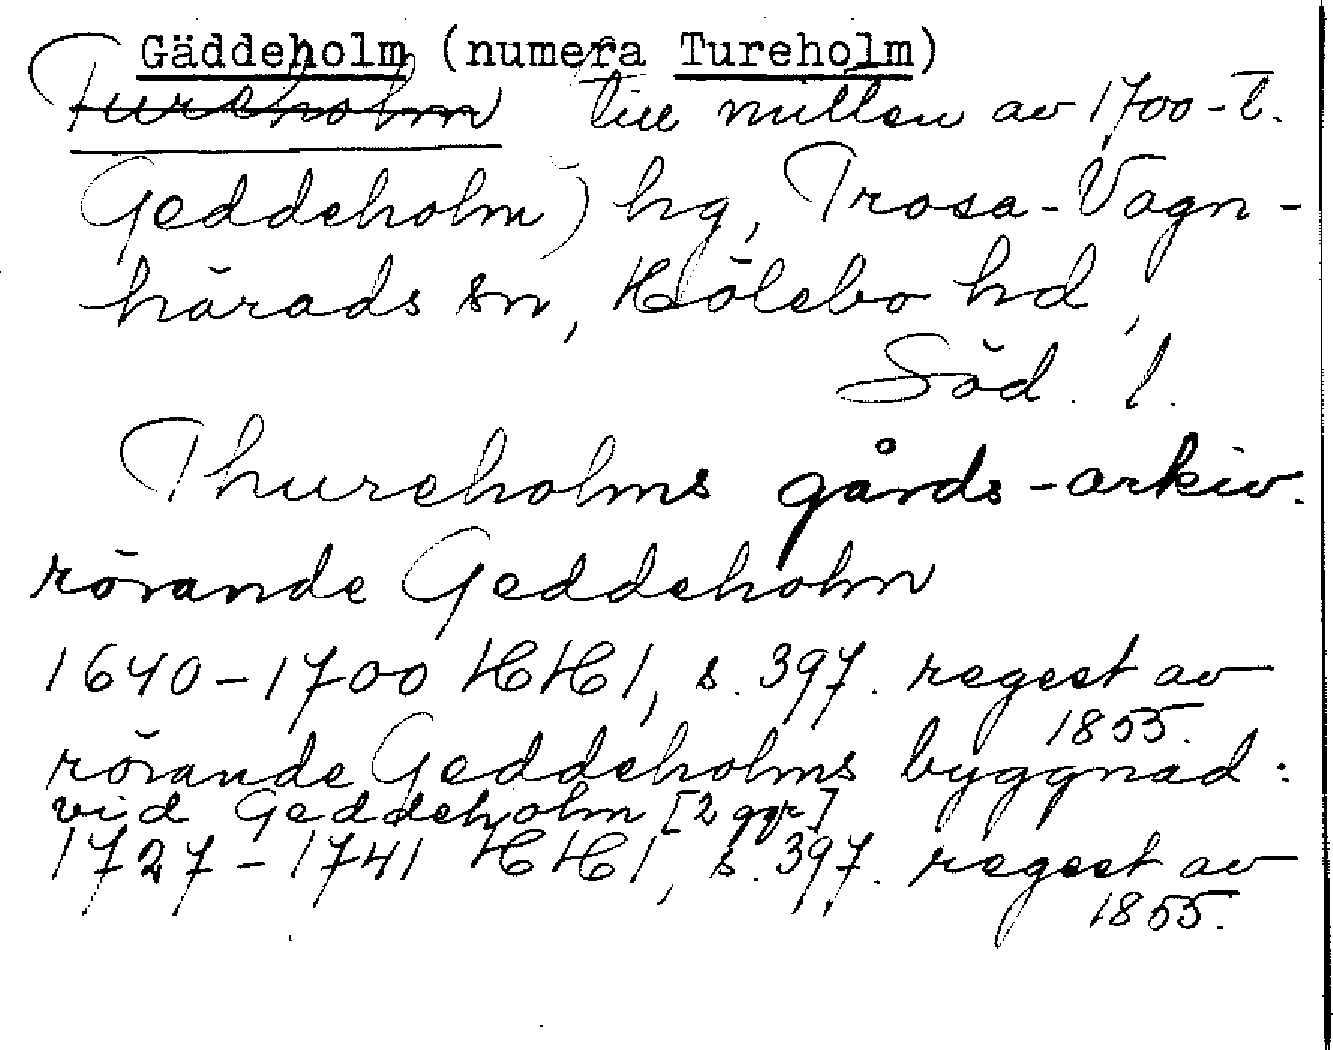 Gäddeholm (numera Tureholm)
Tureholm till mitten av 1700-t.
Geddeholm) hg, Trosa-Vagn-
härads sn, Hölebo hd,
Söd. l.
Thureholms gårds-arkiv.
rörande Geddeholm
1640-1700 HH1, s. 397. regest av
1855.
rörande Geddeholms byggnad:
vid Geddeholm [2 ggr]
1727-1741 HH1, s. 397. regest av
1855.